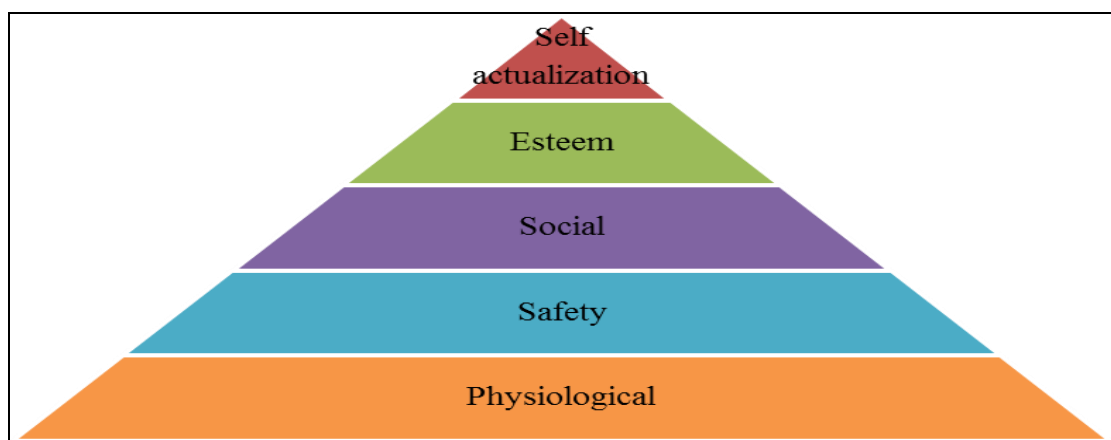 Self
actualization
Esteem
Social
Safety
Physiological